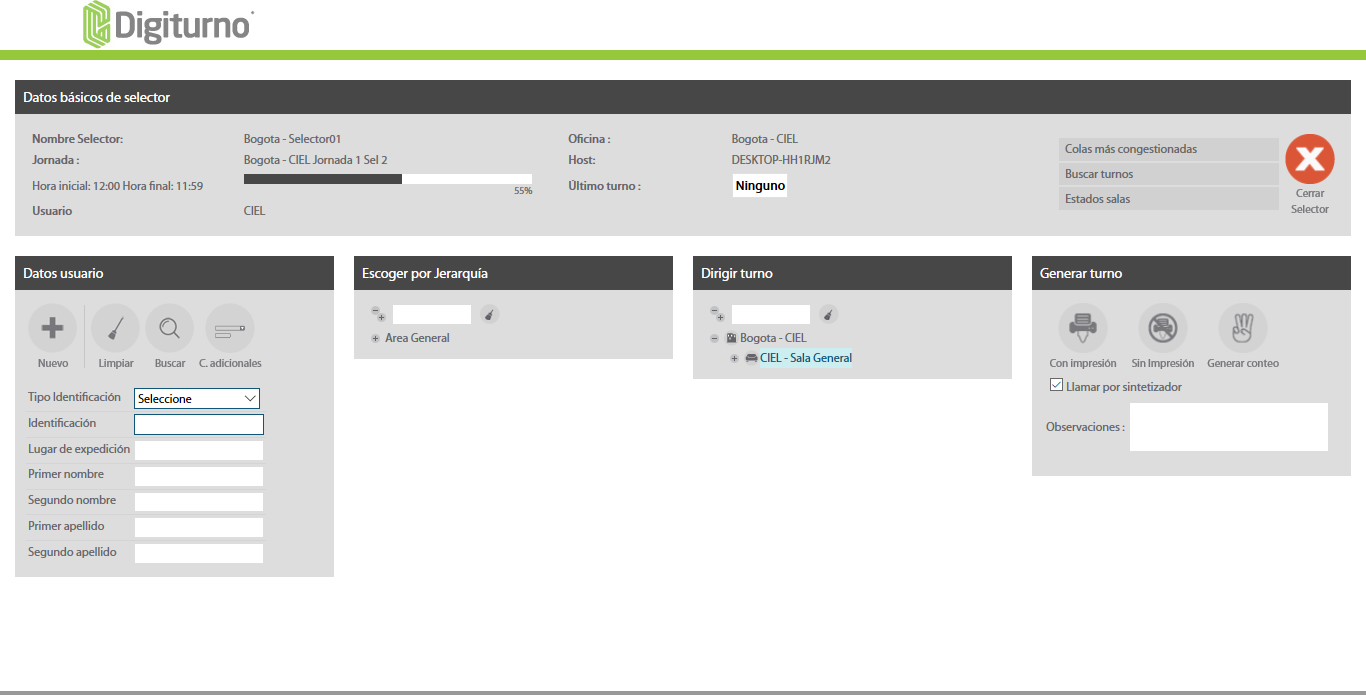 Digiturno
Datos básicos de selector
Nombre Selector: Bogota - Selector01 Oficina : Bogota - CIEL
Jornada : Bogota - CIEL Jornada 1 Sel 2 Host: DESKTOP-HH1RJM2
Hora inicial: 12:00 Hora final: 11:59 55% Último turno : Ninguno
Usuario CIEL
Colas más congestionadas
Buscar turnos
Estados salas
Cerrar
Selector
Datos usuario
Nuevo Limpiar Buscar C. adicionales
Tipo Identificación Seleccione
Identificación
Lugar de expedición
Primer nombre
Segundo nombre
Primer apellido
Segundo apellido
Escoger por Jerarquía
Area General
Dirigir turno
Bogota - CIEL
CIEL - Sala General
Generar turno
Con impresión Sin Impresión Generar conteo
Llamar por sintetizador
Observaciones :